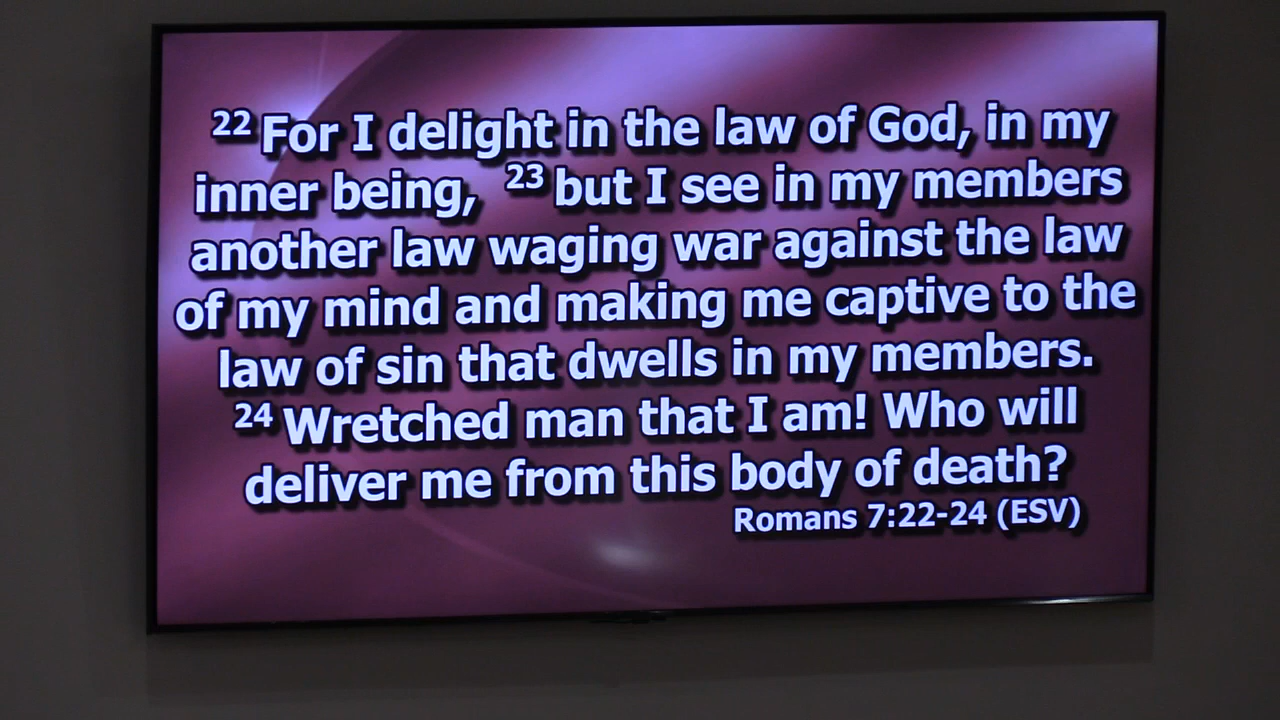 22 For I delight in the law of God, in my
inner being, 23 but I see in my members
another law waging war against the law
of my mind and making me captive to the
law of sin that dwells in my members.
24 Wretched man that I am! Who will
deliver me from this body of death?
Romans 7:22-24 (ESV)